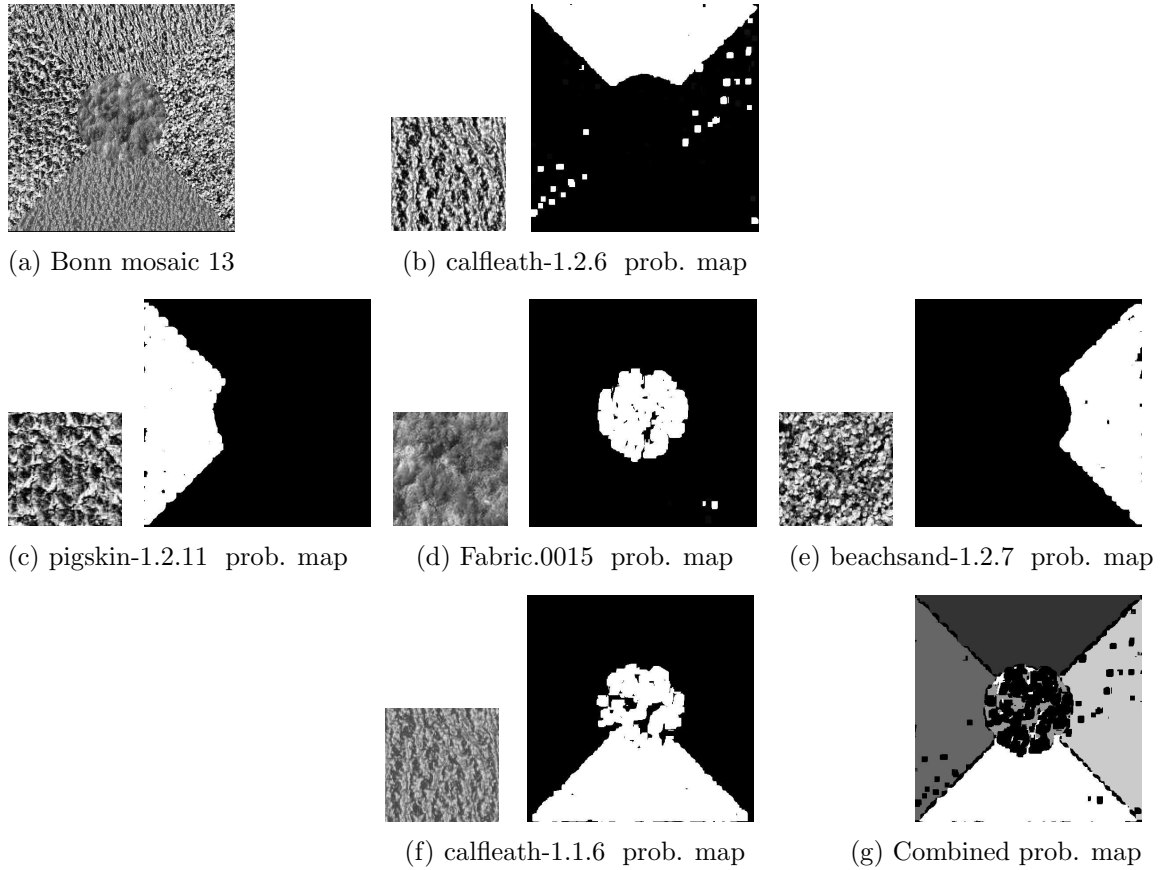 (a) Bonn mosaic 13
(b) calfleath-1.2.6 prob. map
(c) pigskin-1.2.11 prob. map
(d) Fabric.0015 prob. map
(e) beachsand-1.2.7 prob. map
(f) calfleath-1.1.6 prob. map
(g) Combined prob. map